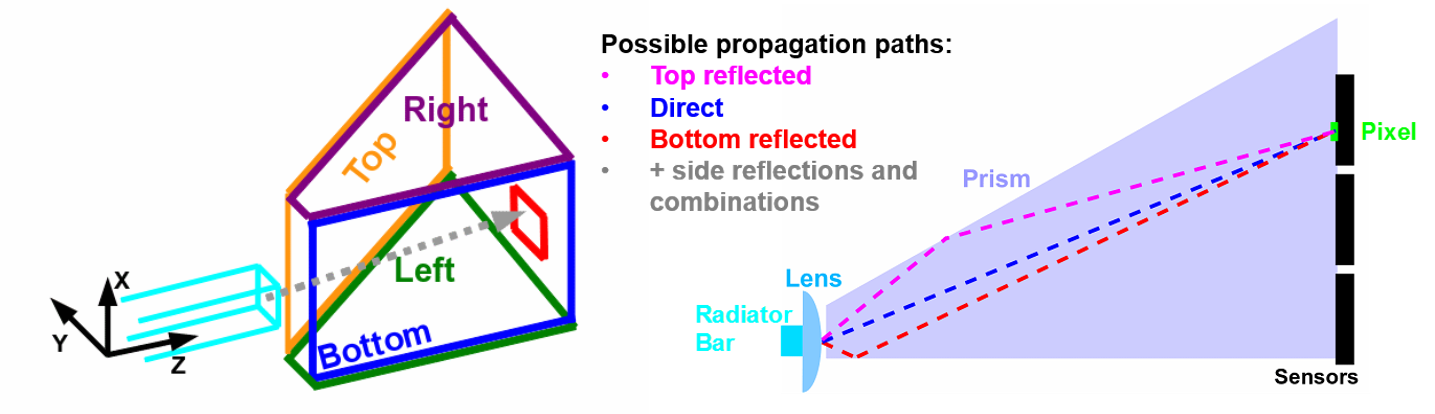 Right
Top
Left
Bottom
X
Y
Z
Possible propagation paths:
• Top reflected
• Direct
• Bottom reflected
• + side reflections and
combinations
Prism
Pixel
Lens
Radiator
Bar
Sensors